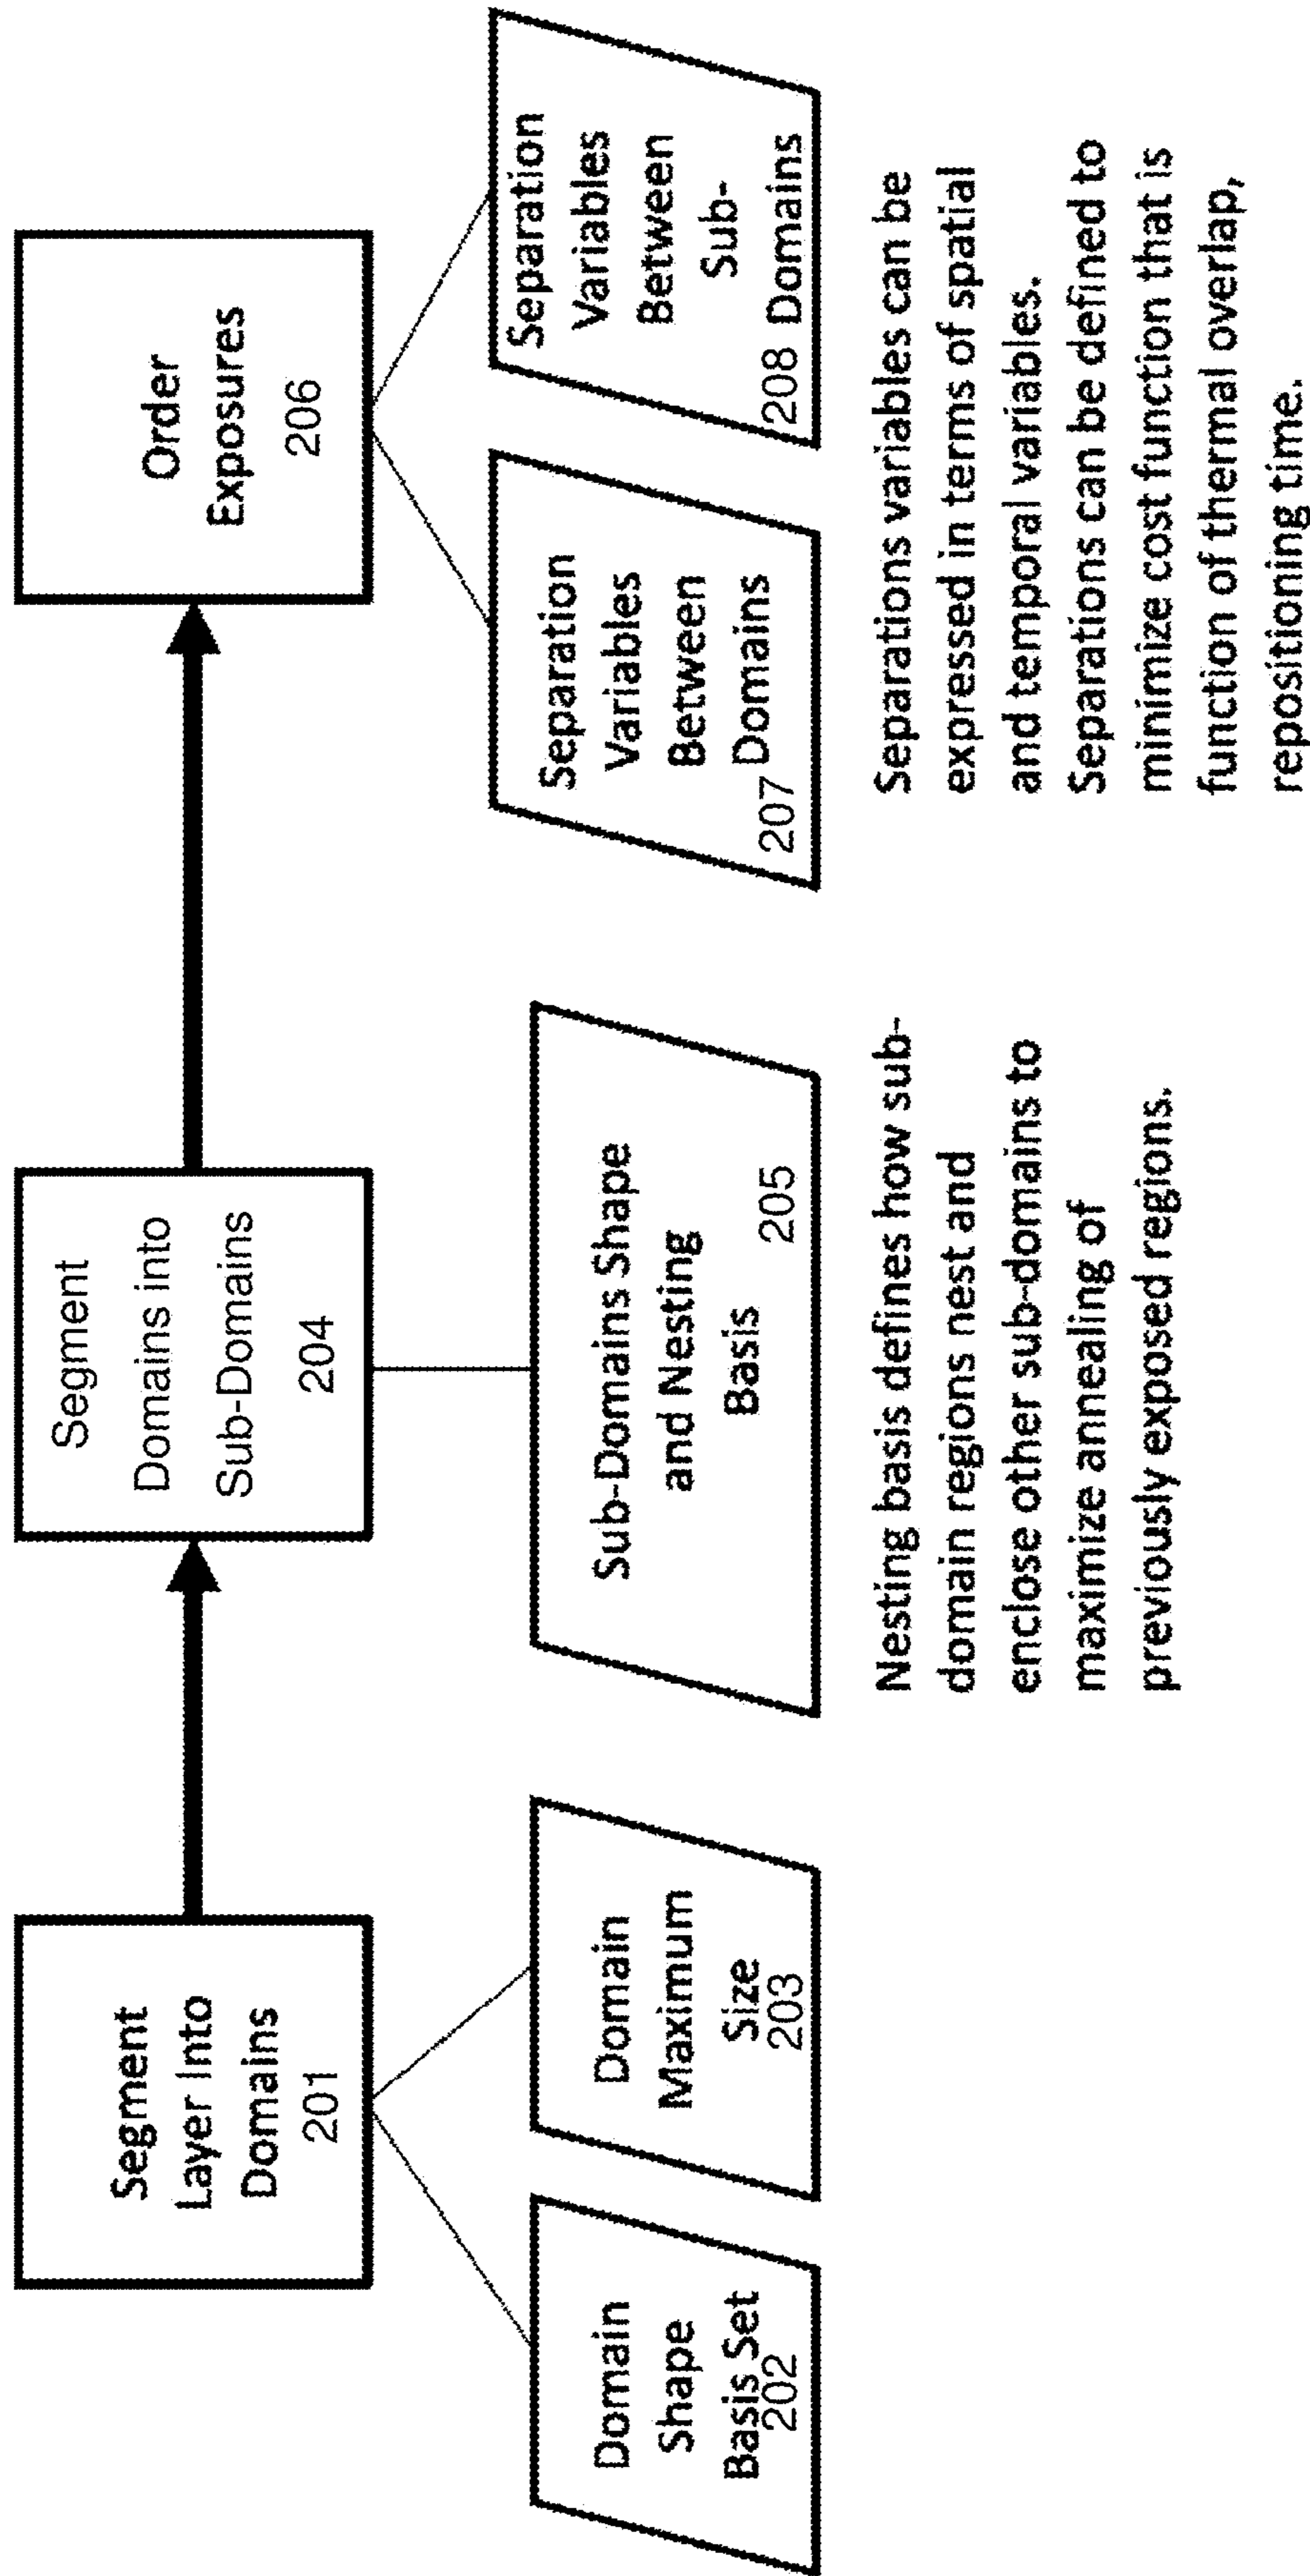 Segment
Layer Into
Domains
201
Segment
Domains into
Sub-Domains
204
Order
Exposures
206
Domain
Shape
Basis Set
202
Domain
Maximum
Size
203
Sub-Domains Shape
and Nesting
Basis 205
Separation
Variables
Between
Domains
207
Separation
Variables
Between
Sub-
208 Domains
Nesting basis defines how sub-
domain regions nest and
enclose other sub-domains to
maximize annealing of
previously exposed regions.
Separations variables can be
expressed in terms of spatial
and temporal variables.
Separations can be defined to
minimize cost function that is
function of thermal overlap,
repositioning time.